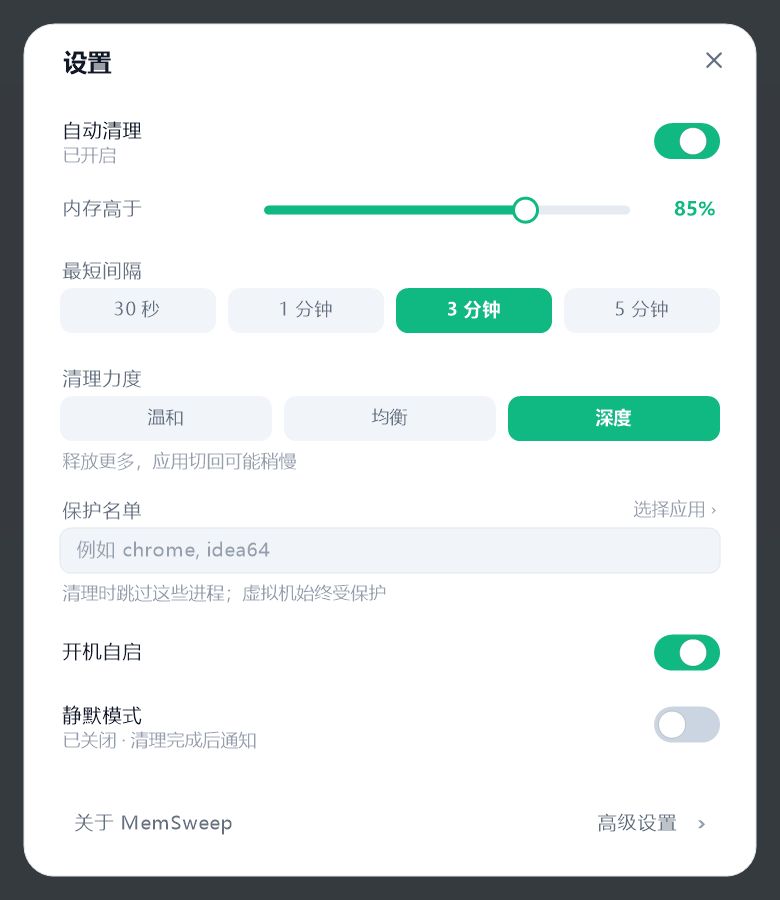 设置
自动清理
已开启
内存高于 85%
最短间隔
30 秒 1 分钟 3 分钟 5 分钟
清理力度
温和 均衡 深度
释放更多，应用切回可能稍慢
保护名单 选择应用 ›
例如 chrome, idea64
清理时跳过这些进程；虚拟机始终受保护
开机自启
静默模式
已关闭 · 清理完成后通知
关于 MemSweep 高级设置 ›